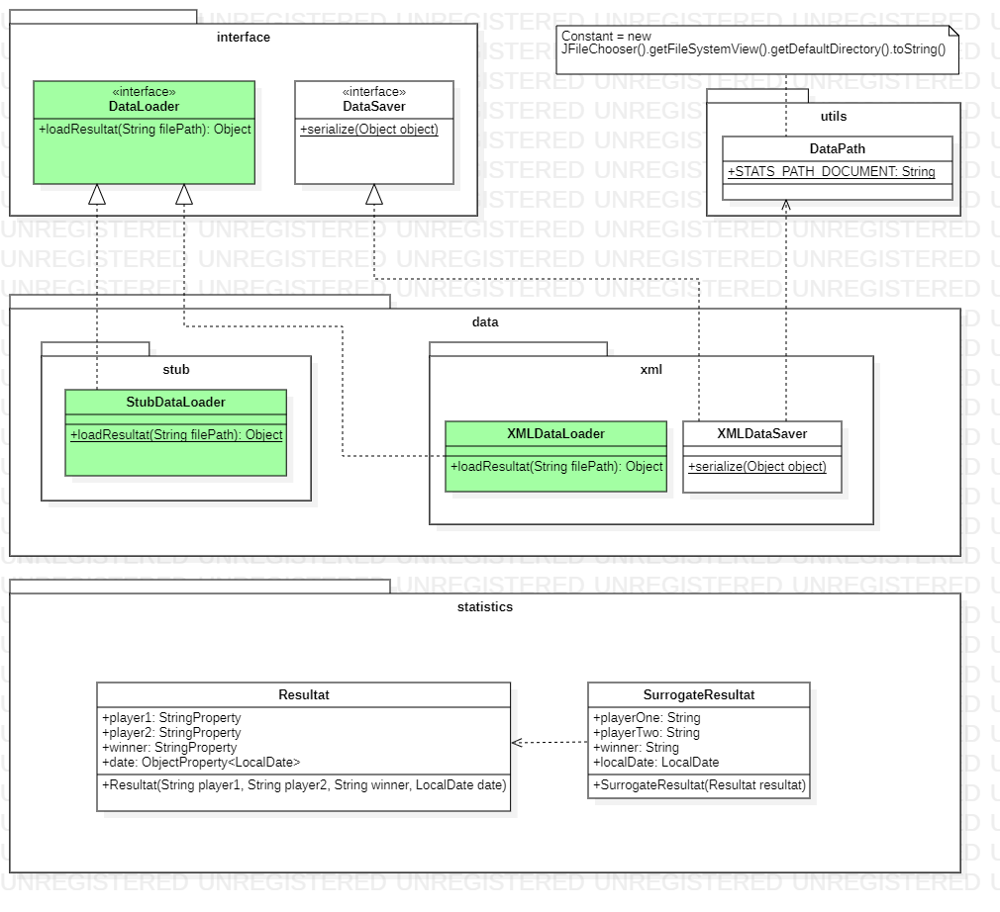 interface
«interface»
DataLoader
+loadResultat(String filePath): Object
«interface»
DataSaver
+serialize(Object object)
Constant = new
JFileChooser().getFileSystemView().getDefaultDirectory().toString()
utils
DataPath
+STATS_PATH_DOCUMENT: String
data
stub
StubDataLoader
+loadResultat(String filePath): Object
xml
XMLDataLoader
+loadResultat(String filePath): Object
XMLDataSaver
+serialize(Object object)
statistics
Resultat
+player1: StringProperty
+player2: StringProperty
+winner: StringProperty
+date: ObjectProperty<LocalDate>
+Resultat(String player1, String player2, String winner, LocalDate date)
SurrogateResultat
+playerOne: String
+playerTwo: String
+winner: String
+localDate: LocalDate
+SurrogateResultat(Resultat resultat)
UNREGISTERED